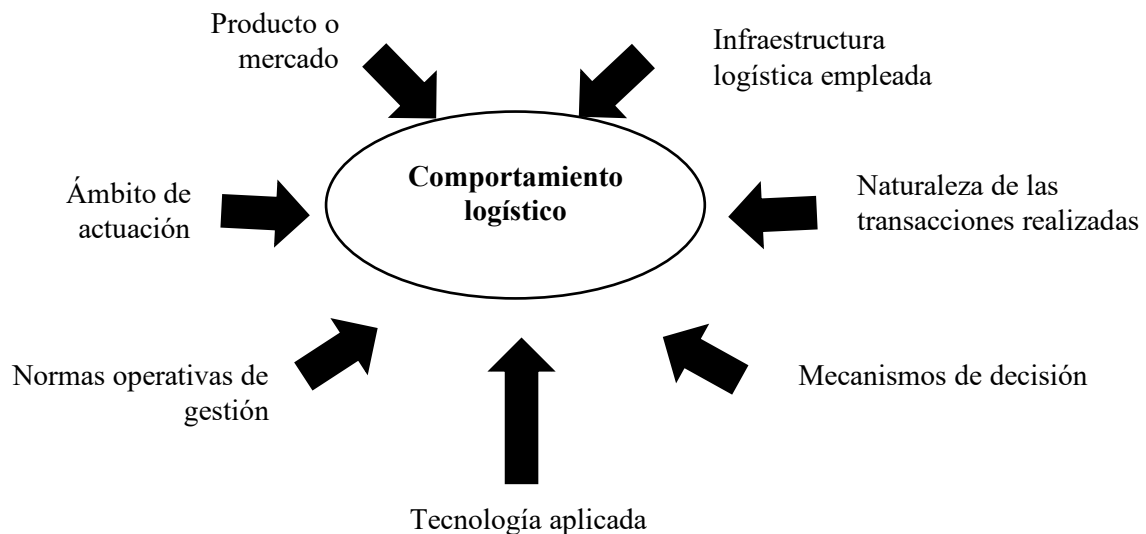 Producto o
mercado
Infraestructura
logística empleada
Comportamiento
logístico
Ámbito de
actuación
Naturaleza de las
transacciones realizadas
Normas operativas de
gestión
Mecanismos de decisión
Tecnología aplicada